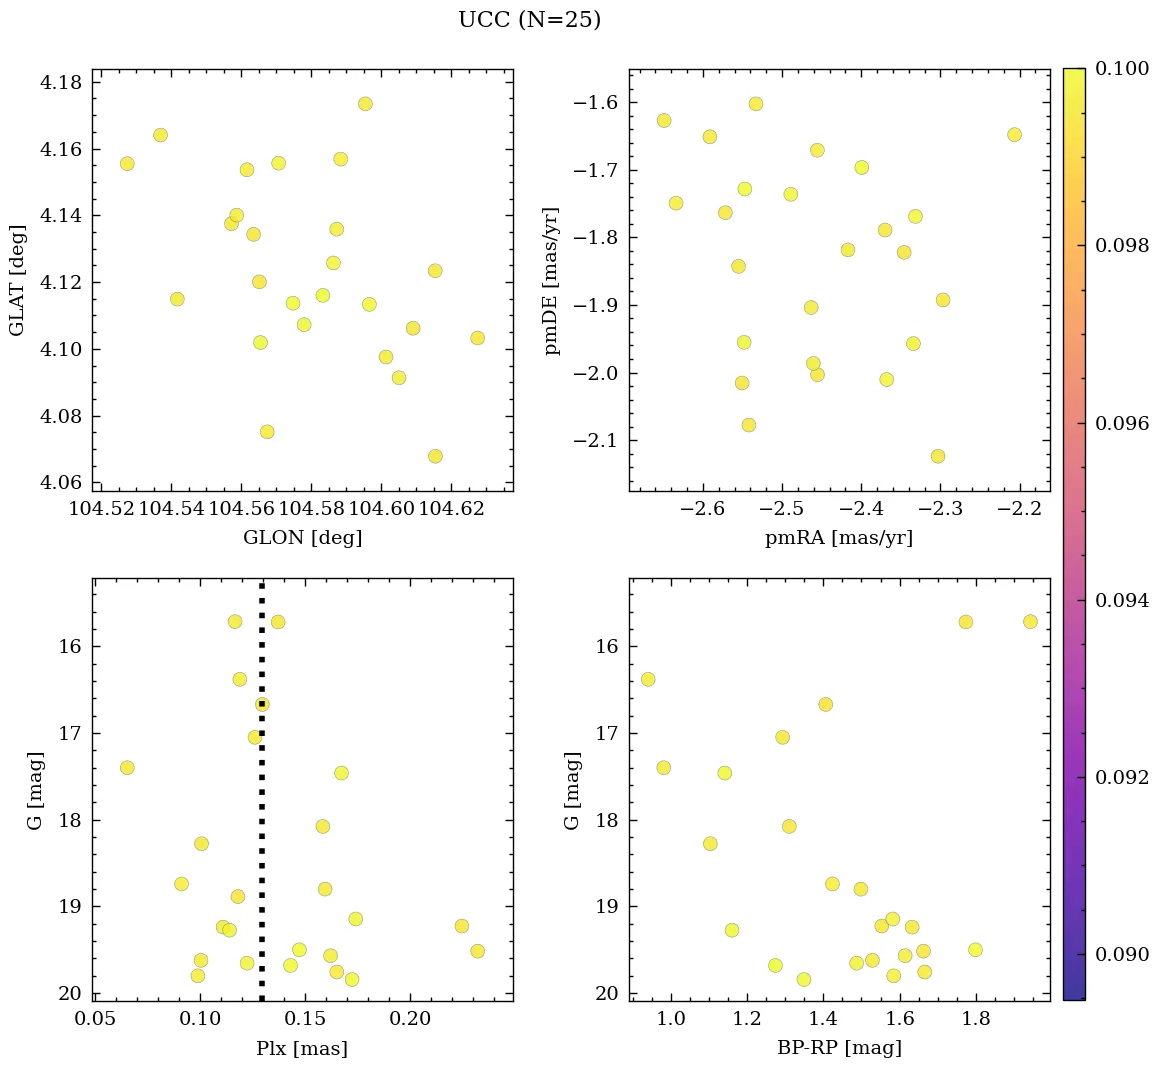 UCC (N=25)
4.18
4.16
4.14
4.12
4.10
4.08
4.06
GLAT [deg]
104.52 104.54 104.56 104.58 104.60 104.62
GLON [deg]
−1.6
−1.7
−1.8
−1.9
−2.0
−2.1
pmDE [mas/yr]
−2.6 −2.5 −2.4 −2.3 −2.2
pmRA [mas/yr]
16
17
18
19
20
G [mag]
0.05 0.10 0.15 0.20
Plx [mas]
16
17
18
19
20
G [mag]
1.0 1.2 1.4 1.6 1.8
BP-RP [mag]
0.100
0.098
0.096
0.094
0.092
0.090